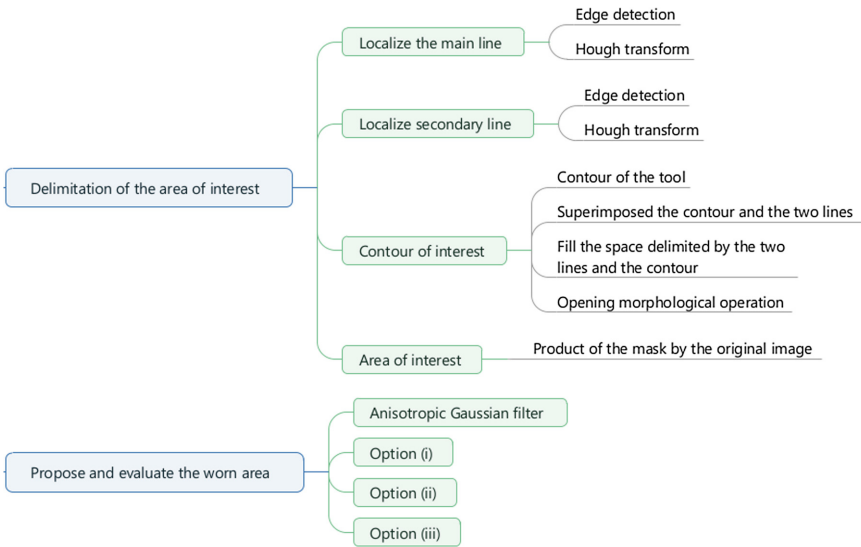 Delimitation of the area of interest
Localize the main line
Edge detection
Hough transform
Localize secondary line
Edge detection
Hough transform
Contour of interest
Contour of the tool
Superimposed the contour and the two lines
Fill the space delimited by the two
lines and the contour
Opening morphological operation
Area of interest
Product of the mask by the original image
Propose and evaluate the worn area
Anisotropic Gaussian filter
Option (i)
Option (ii)
Option (iii)